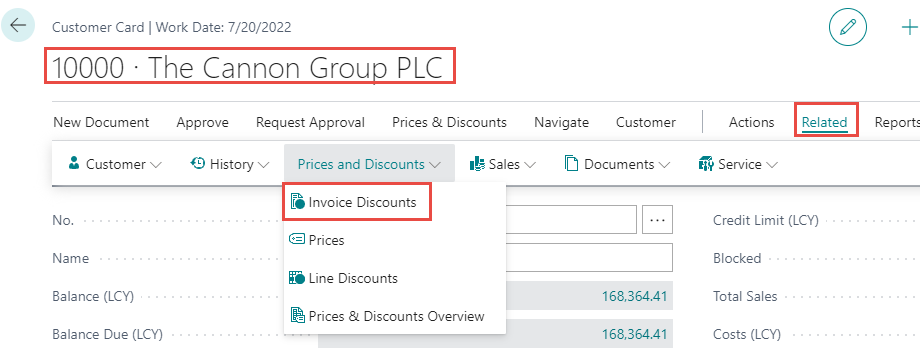 Customer Card | Work Date: 7/20/2022
10000 · The Cannon Group PLC
New Document Approve Request Approval Prices & Discounts Navigate Customer Actions Related Reports
Customer History Prices and Discounts Sales Documents Service
Invoice Discounts
Prices
Line Discounts
Prices & Discounts Overview
No.
Name
Balance (LCY) 168,364.41
Balance Due (LCY) 168,364.41
Credit Limit (LCY)
Blocked
Total Sales
Costs (LCY)